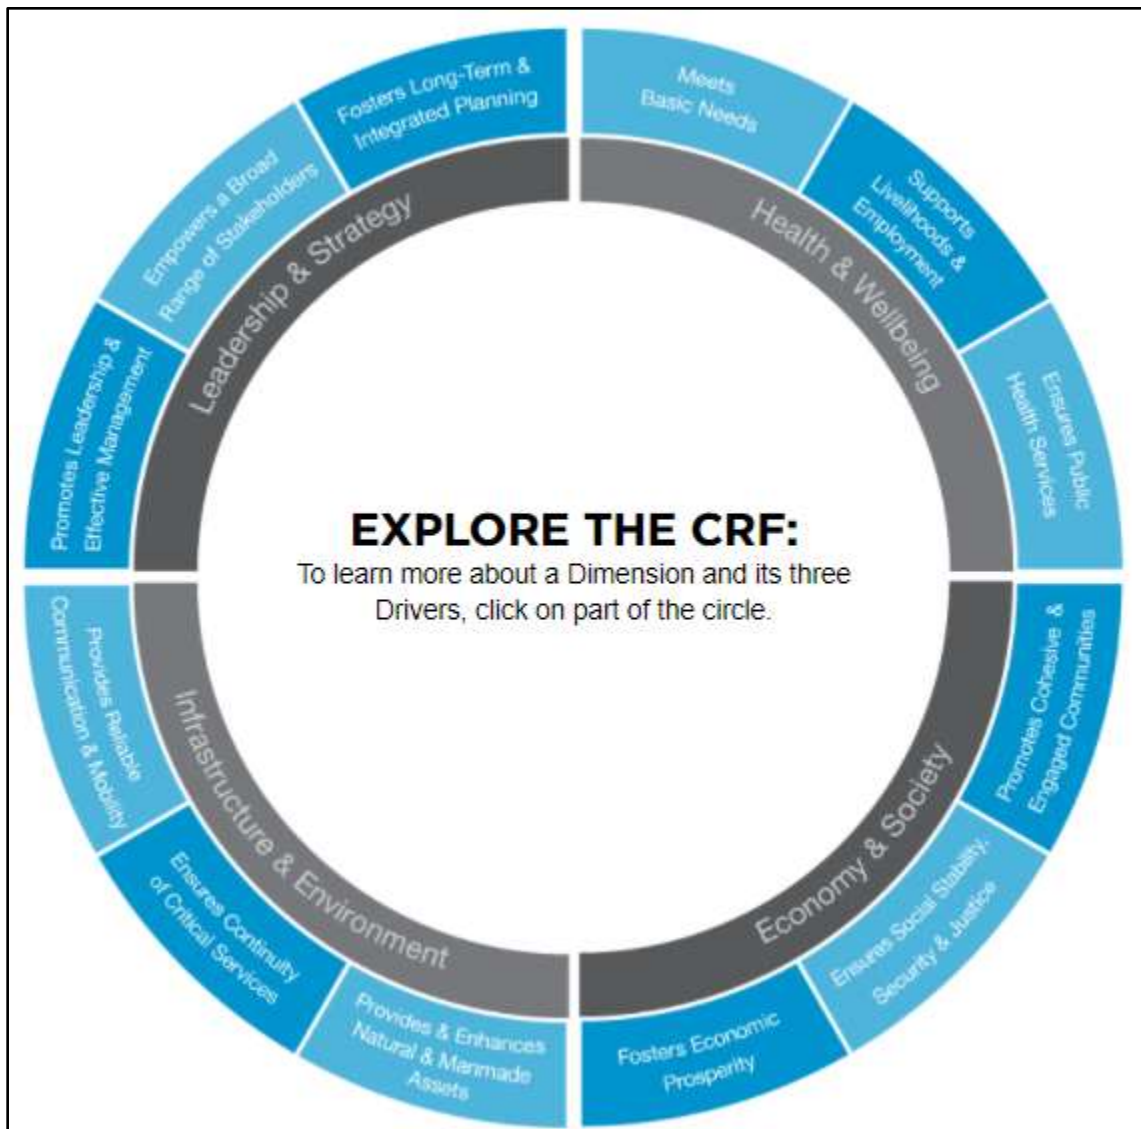 Fosters Long-Term &
Integrated Planning
Meets
Basic Needs
Supports
Livelihoods &
Employment
Ensures Public
Health Services
Promotes Cohesive &
Engaged Communities
Ensures Social Stability,
Security & Justice
Fosters Economic
Prosperity
Provides & Enhances
Natural & Manmade
Assets
Ensures Continuity
of Critical Services
Provides Reliable
Communication & Mobility
Promotes Leadership &
Effective Management
Empowers a Broad
Range of Stakeholders
Leadership & Strategy
Health & Wellbeing
Economy & Society
Infrastructure & Environment
EXPLORE THE CRF:
To learn more about a Dimension and its three
Drivers, click on part of the circle.